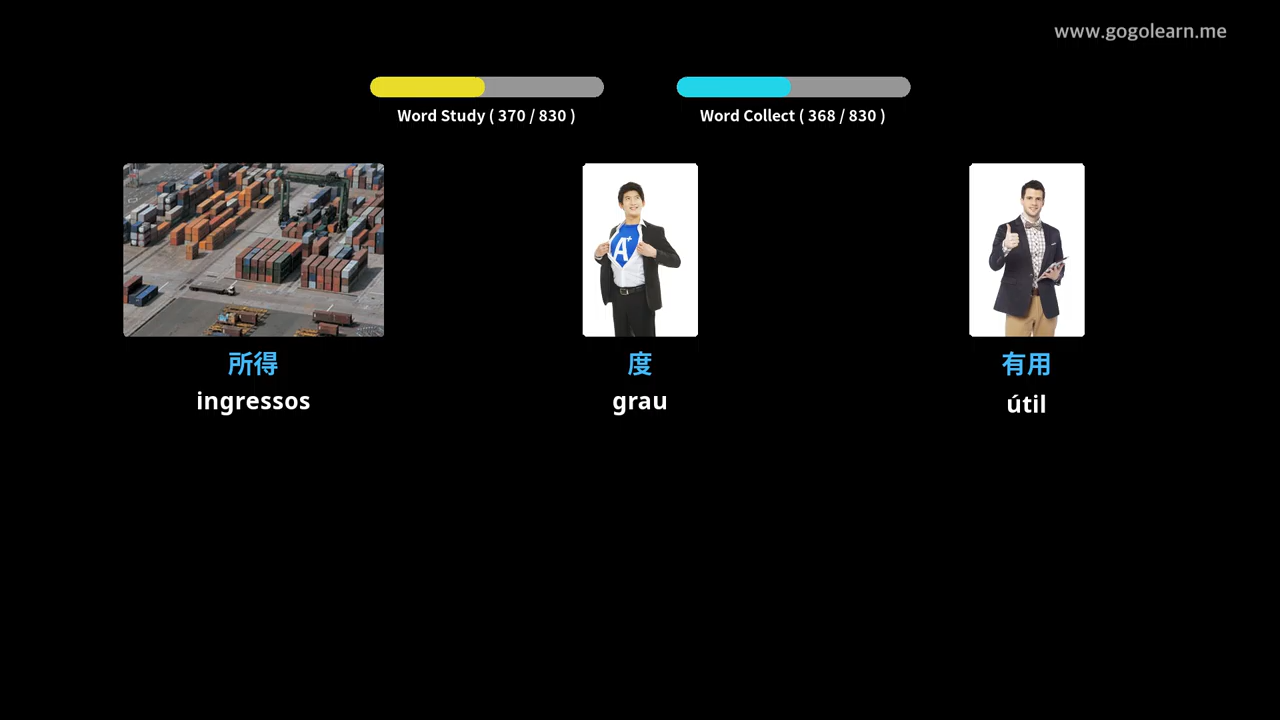 www.gogolearn.me
Word Study ( 370 / 830 )
Word Collect ( 368 / 830 )
A+
所得
度
有用
ingressos
grau
útil